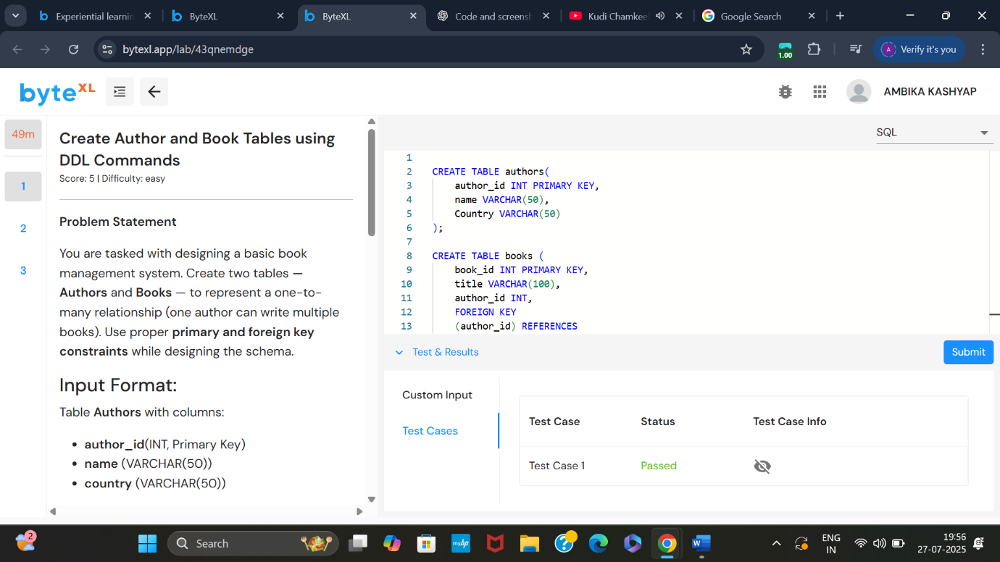 Experiential learnin
ByteXL
ByteXL
Code and screensh
Kudi Chamkeel
Google Search
bytexl.app/lab/43qnemdge
1.00
A
Verify it's you
byteXL
AMBIKA KASHYAP
49m
1
2
3
Create Author and Book Tables using
DDL Commands
Score: 5 | Difficulty: easy
Problem Statement
You are tasked with designing a basic book
management system. Create two tables —
Authors and Books — to represent a one-to-
many relationship (one author can write multiple
books). Use proper primary and foreign key
constraints while designing the schema.
Input Format:
Table Authors with columns:
• author_id(INT, Primary Key)
• name (VARCHAR(50))
• country (VARCHAR(50))
SQL
1
2 CREATE TABLE authors(
3 author_id INT PRIMARY KEY,
4 name VARCHAR(50),
5 Country VARCHAR(50)
6 );
7
8 CREATE TABLE books (
9 book_id INT PRIMARY KEY,
10 title VARCHAR(100),
11 author_id INT,
12 FOREIGN KEY
13 (author_id) REFERENCES
Test & Results
Submit
Custom Input
Test Cases
Test Case Status Test Case Info
Test Case 1 Passed
2
Search
myhp
W
ENG
IN
19:56
27-07-2025